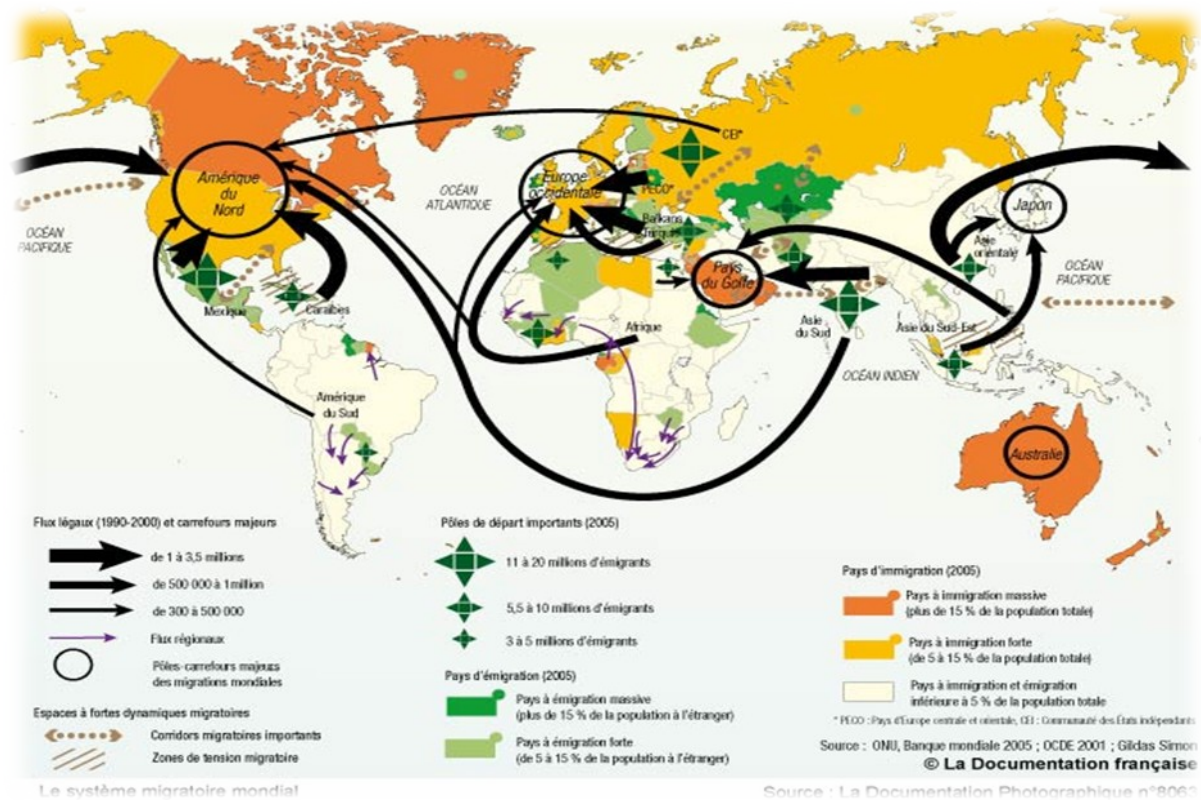 CEI*
Amérique
du
Nord
Europe
occidentale
PECO*
OCÉAN
ATLANTIQUE
Balkans
Turquie
Japon
OCÉAN
PACIFIQUE
Asie
orientale
Pays
du Golfe
OCÉAN
PACIFIQUE
Mexique
Caraïbes
Afrique
Asie
du Sud
Asie du Sud-Est
OCÉAN INDIEN
Amérique
du Sud
Australie
Flux légaux (1990-2000) et carrefours majeurs
de 1 à 3,5 millions
de 500 000 à 1million
de 300 à 500 000
Flux régionaux
Pôles-carrefours majeurs
des migrations mondiales
Espaces à fortes dynamiques migratoires
Corridors migratoires importants
Zones de tension migratoire
Pôles de départ importants (2005)
11 à 20 millions d'émigrants
5,5 à 10 millions d'émigrants
3 à 5 millions d'émigrants
Pays d'émigration (2005)
Pays à émigration massive
(plus de 15 % de la population à l'étranger)
Pays à émigration forte
(de 5 à 15 % de la population à l'étranger)
Pays d'immigration (2005)
Pays à immigration massive
(plus de 15 % de la population totale)
Pays à immigration forte
(de 5 à 15 % de la population totale)
Pays à immigration et émigration
inférieure à 5 % de la population totale
* PECO : Pays d'Europe centrale et orientale, CEI : Communauté des États indépendants
Source : ONU, Banque mondiale 2005 ; OCDE 2001 ; Gildas Simon
© La Documentation française
Le système migratoire mondial
Source : La Documentation Photographique n°8063